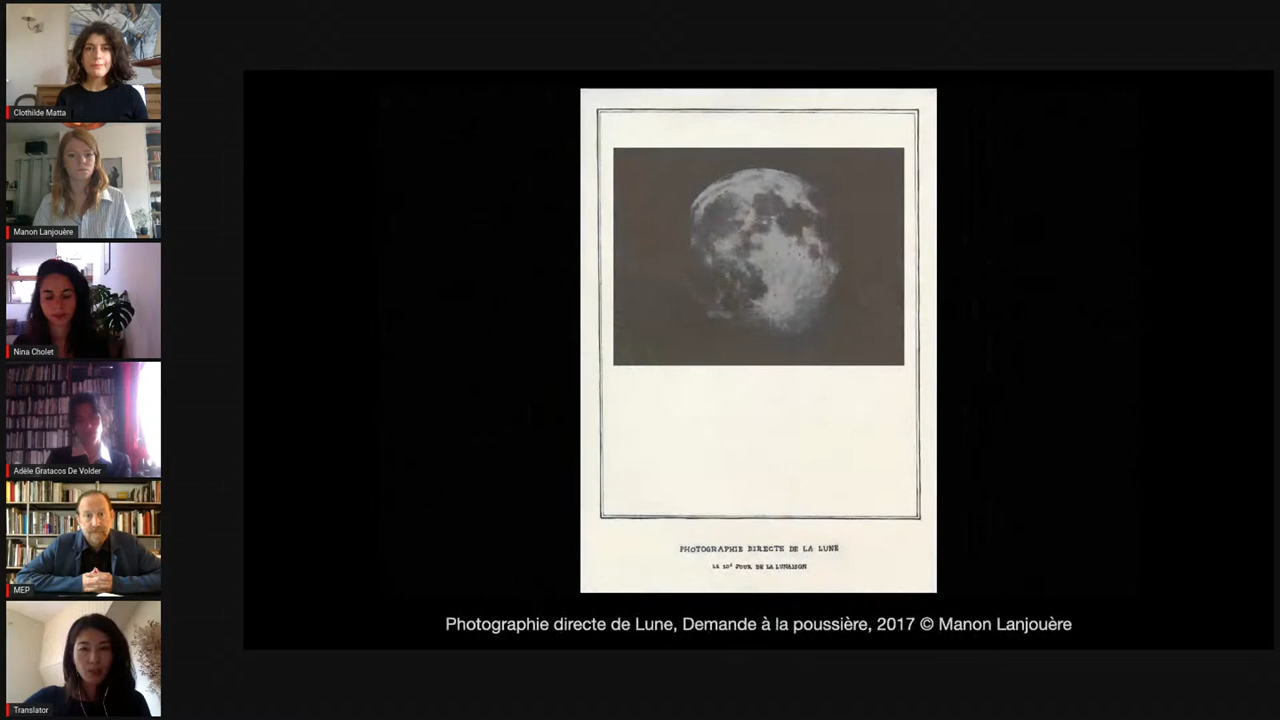 Clothilde Matta
Manon Lanjouère
Nina Cholet
Adèle Gratacos De Volder
MEP
Translator
PHOTOGRAPHIE DIRECTE DE LA LUNE
LE 10ᵉ JOUR DE LA LUNAISON
Photographie directe de Lune, Demande à la poussière, 2017 © Manon Lanjouère